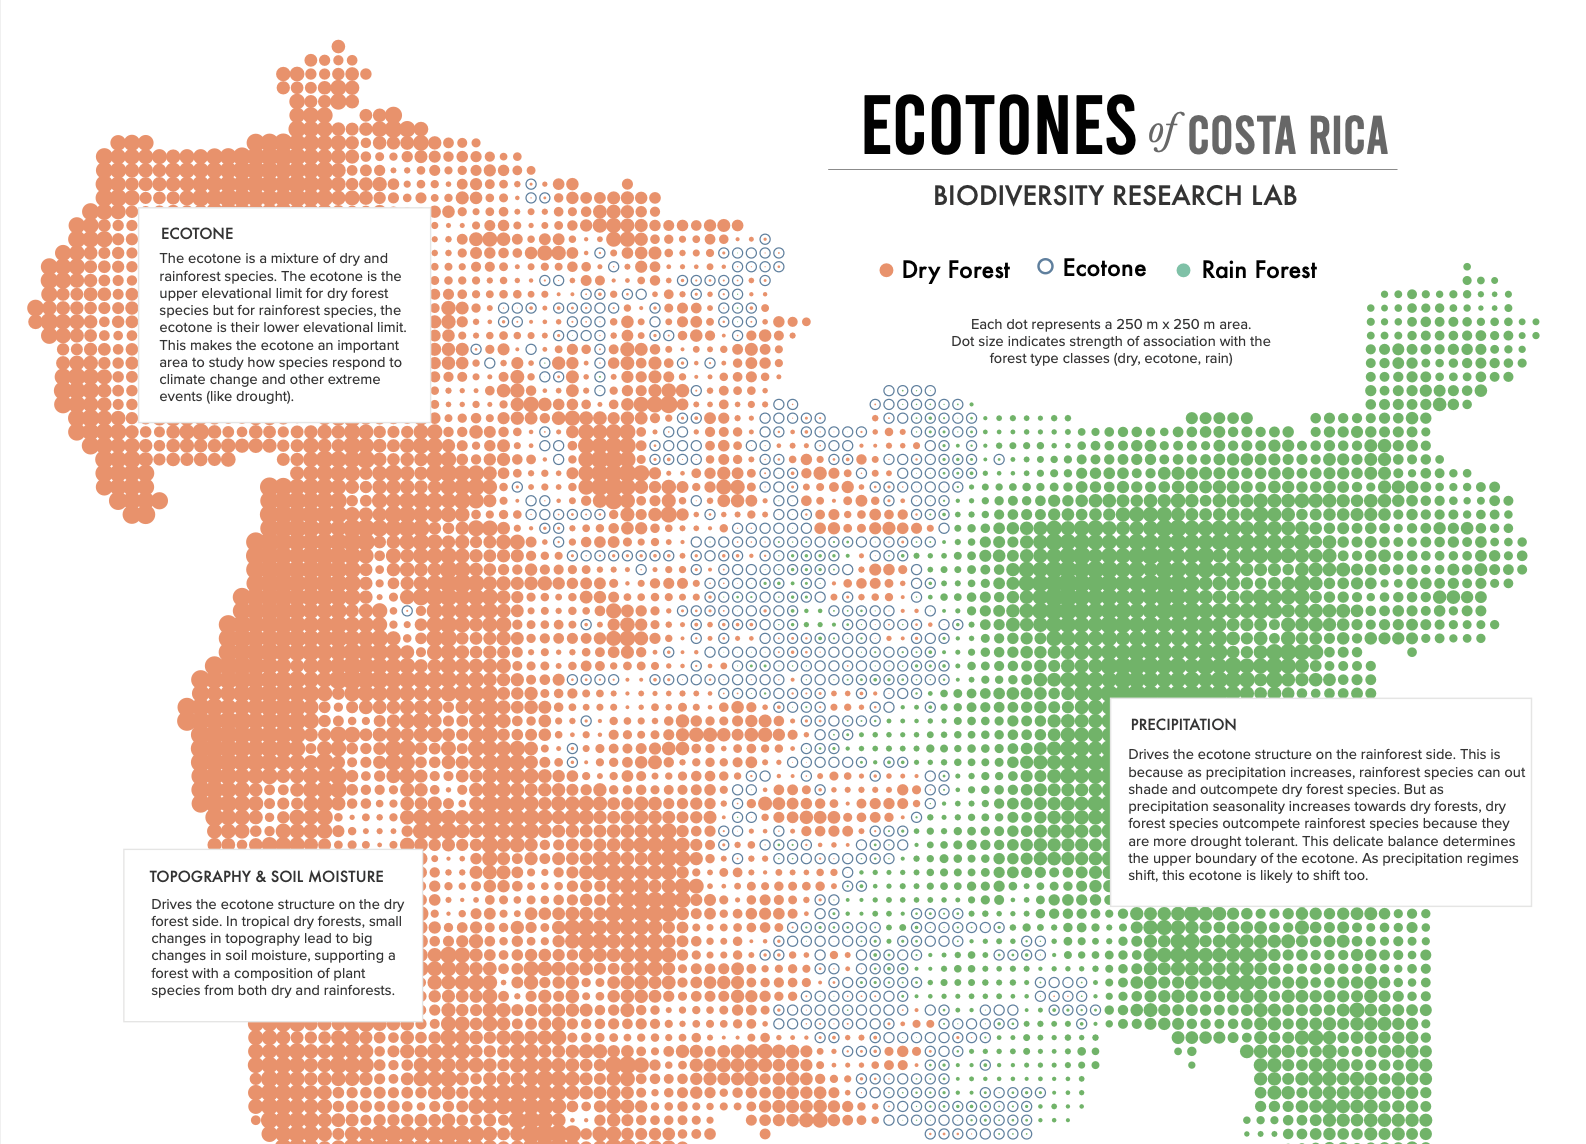 ECOTONES of COSTA RICA
BIODIVERSITY RESEARCH LAB
Dry Forest
Ecotone
Rain Forest
Each dot represents a 250 m x 250 m area.
Dot size indicates strength of association with the
forest type classes (dry, ecotone, rain)
ECOTONE
The ecotone is a mixture of dry and
rainforest species. The ecotone is the
upper elevational limit for dry forest
species but for rainforest species, the
ecotone is their lower elevational limit.
This makes the ecotone an important
area to study how species respond to
climate change and other extreme
events (like drought).
PRECIPITATION
Drives the ecotone structure on the rainforest side. This is
because as precipitation increases, rainforest species can out
shade and outcompete dry forest species. But as
precipitation seasonality increases towards dry forests, dry
forest species outcompete rainforest species because they
are more drought tolerant. This delicate balance determines
the upper boundary of the ecotone. As precipitation regimes
shift, this ecotone is likely to shift too.
TOPOGRAPHY & SOIL MOISTURE
Drives the ecotone structure on the dry
forest side. In tropical dry forests, small
changes in topography lead to big
changes in soil moisture, supporting a
forest with a composition of plant
species from both dry and rainforests.